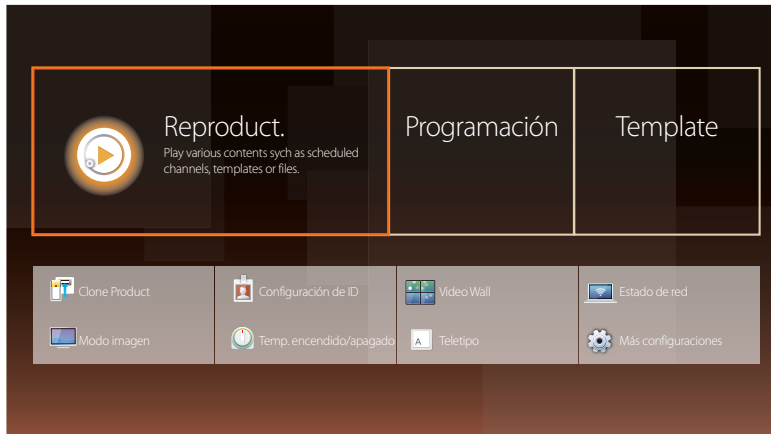 Reproduct.
Play various contents sych as scheduled
channels, templates or files.
Programación
Template
Clone Product
Configuración de ID
Video Wall
Estado de red
Modo imagen
Temp. encendido/apagado
A
Teletipo
Más configuraciones